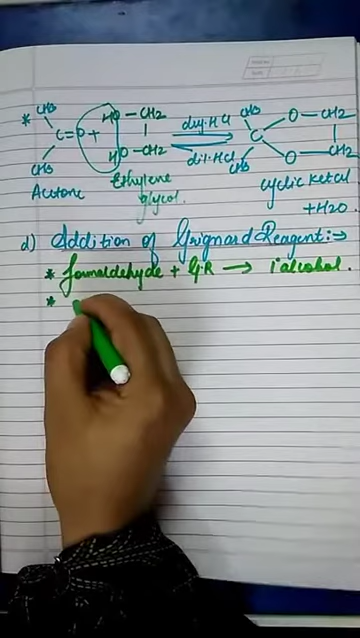 * CH3 HO—CH2 dry.HCl CH3 O—CH2
C=O+ C
CH3 HO—CH2 dil.HCl CH3 O CH2
Acetone Ethylene glycol. cyclic ketal
+H2O.
d) Addition of Grignard Reagent:→
* formaldehyde + G.R → 1°alcohol.
*